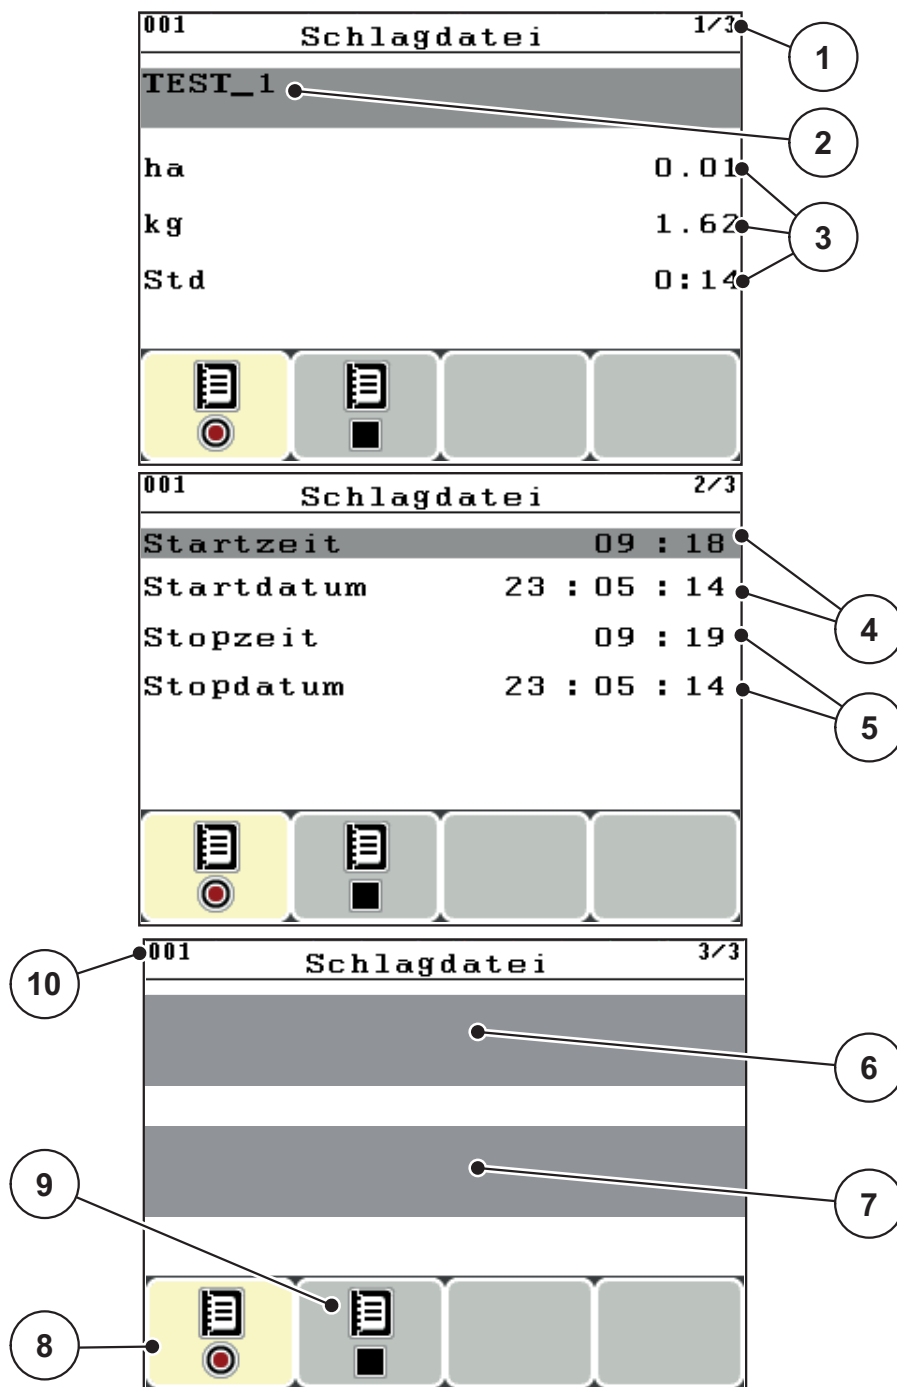 001 Schlagdatei 1/3
1
TEST_1
2
ha 0.01
kg 1.62
3
Std 0:14
001 Schlagdatei 2/3
Startzeit 09 : 18
Startdatum 23 : 05 : 14
4
Stopzeit 09 : 19
Stopdatum 23 : 05 : 14
5
001 Schlagdatei 3/3
10
6
9
7
8